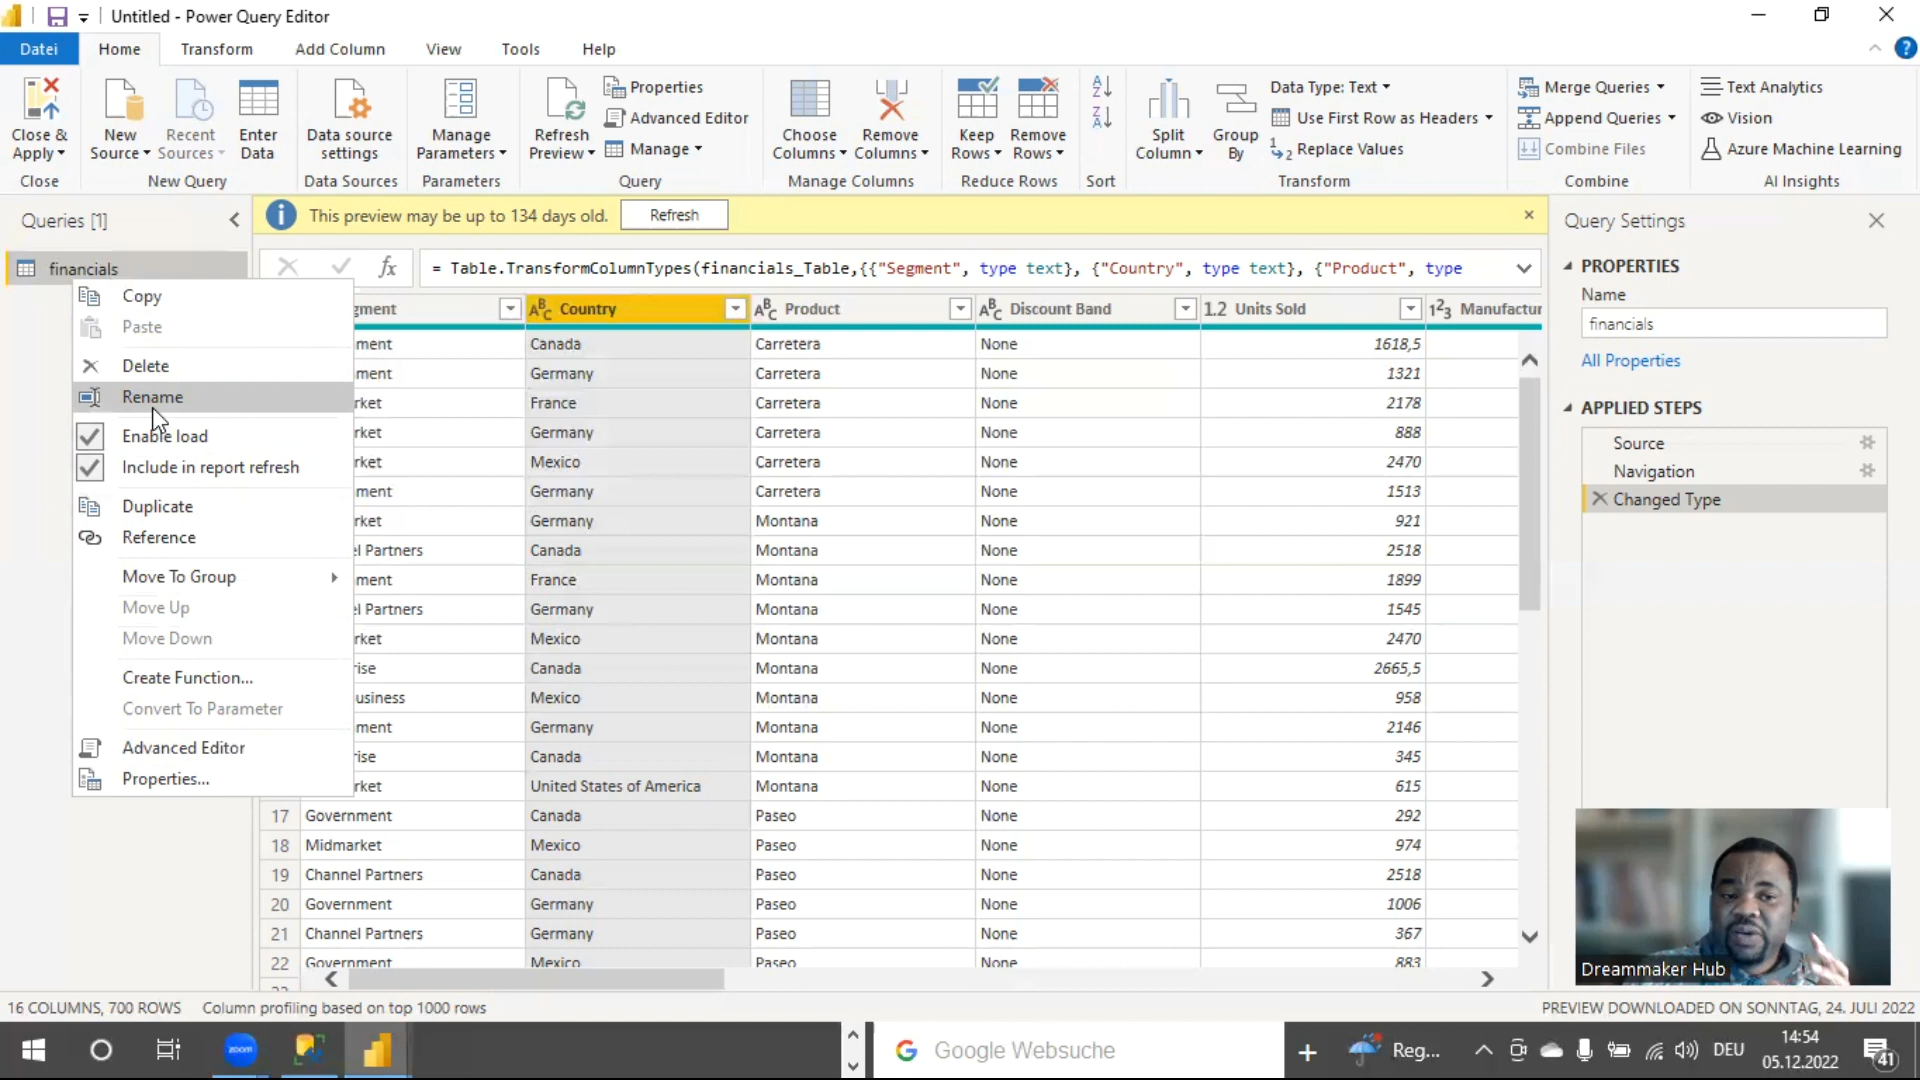 Untitled - Power Query Editor
Datei Home Transform Add Column View Tools Help
Close & Apply
Close
New Source
Recent Sources
Enter Data
New Query
Data source settings
Data Sources
Manage Parameters
Parameters
Refresh Preview
Properties
Advanced Editor
Manage
Query
Choose Columns
Remove Columns
Manage Columns
Keep Rows
Remove Rows
Reduce Rows
Sort
Split Column
Group By
Data Type: Text
Use First Row as Headers
Replace Values
Transform
Merge Queries
Append Queries
Combine Files
Combine
Text Analytics
Vision
Azure Machine Learning
AI Insights
Queries [1]
financials
This preview may be up to 134 days old. Refresh
= Table.TransformColumnTypes(financials_Table,{{"Segment", type text}, {"Country", type text}, {"Product", type
Copy
Paste
Delete
Rename
Enable load
Include in report refresh
Duplicate
Reference
Move To Group
Move Up
Move Down
Create Function...
Convert To Parameter
Advanced Editor
Properties...
gment ABC Country ABC Product ABC Discount Band 1.2 Units Sold 123 Manufactur
ment Canada Carretera None 1618,5
ment Germany Carretera None 1321
rket France Carretera None 2178
rket Germany Carretera None 888
rket Mexico Carretera None 2470
ment Germany Carretera None 1513
rket Germany Montana None 921
el Partners Canada Montana None 2518
ment France Montana None 1899
el Partners Germany Montana None 1545
rket Mexico Montana None 2470
rise Canada Montana None 2665,5
usiness Mexico Montana None 958
ment Germany Montana None 2146
rise Canada Montana None 345
rket United States of America Montana None 615
17 Government Canada Paseo None 292
18 Midmarket Mexico Paseo None 974
19 Channel Partners Canada Paseo None 2518
20 Government Germany Paseo None 1006
21 Channel Partners Germany Paseo None 367
22 Government Mexico Paseo None 883
Query Settings
PROPERTIES
Name
financials
All Properties
APPLIED STEPS
Source
Navigation
Changed Type
Dreammaker Hub
16 COLUMNS, 700 ROWS Column profiling based on top 1000 rows
PREVIEW DOWNLOADED ON SONNTAG, 24. JULI 2022
zoom
Google Websuche
Reg...
DEU
14:54
05.12.2022
41